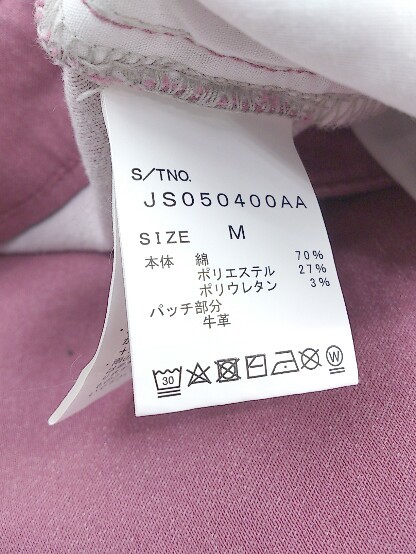 S/TNO.
JS050400AA
SIZE M
本体 綿 70%
ポリエステル 27%
ポリウレタン 3%
パッチ部分
牛革
30
W